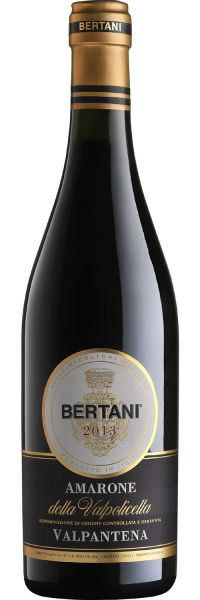 BERTANI
BERTANI
2013
AMARONE
della Valpolicella
DENOMINAZIONE DI ORIGINE CONTROLLATA E GARANTITA
VALPANTENA